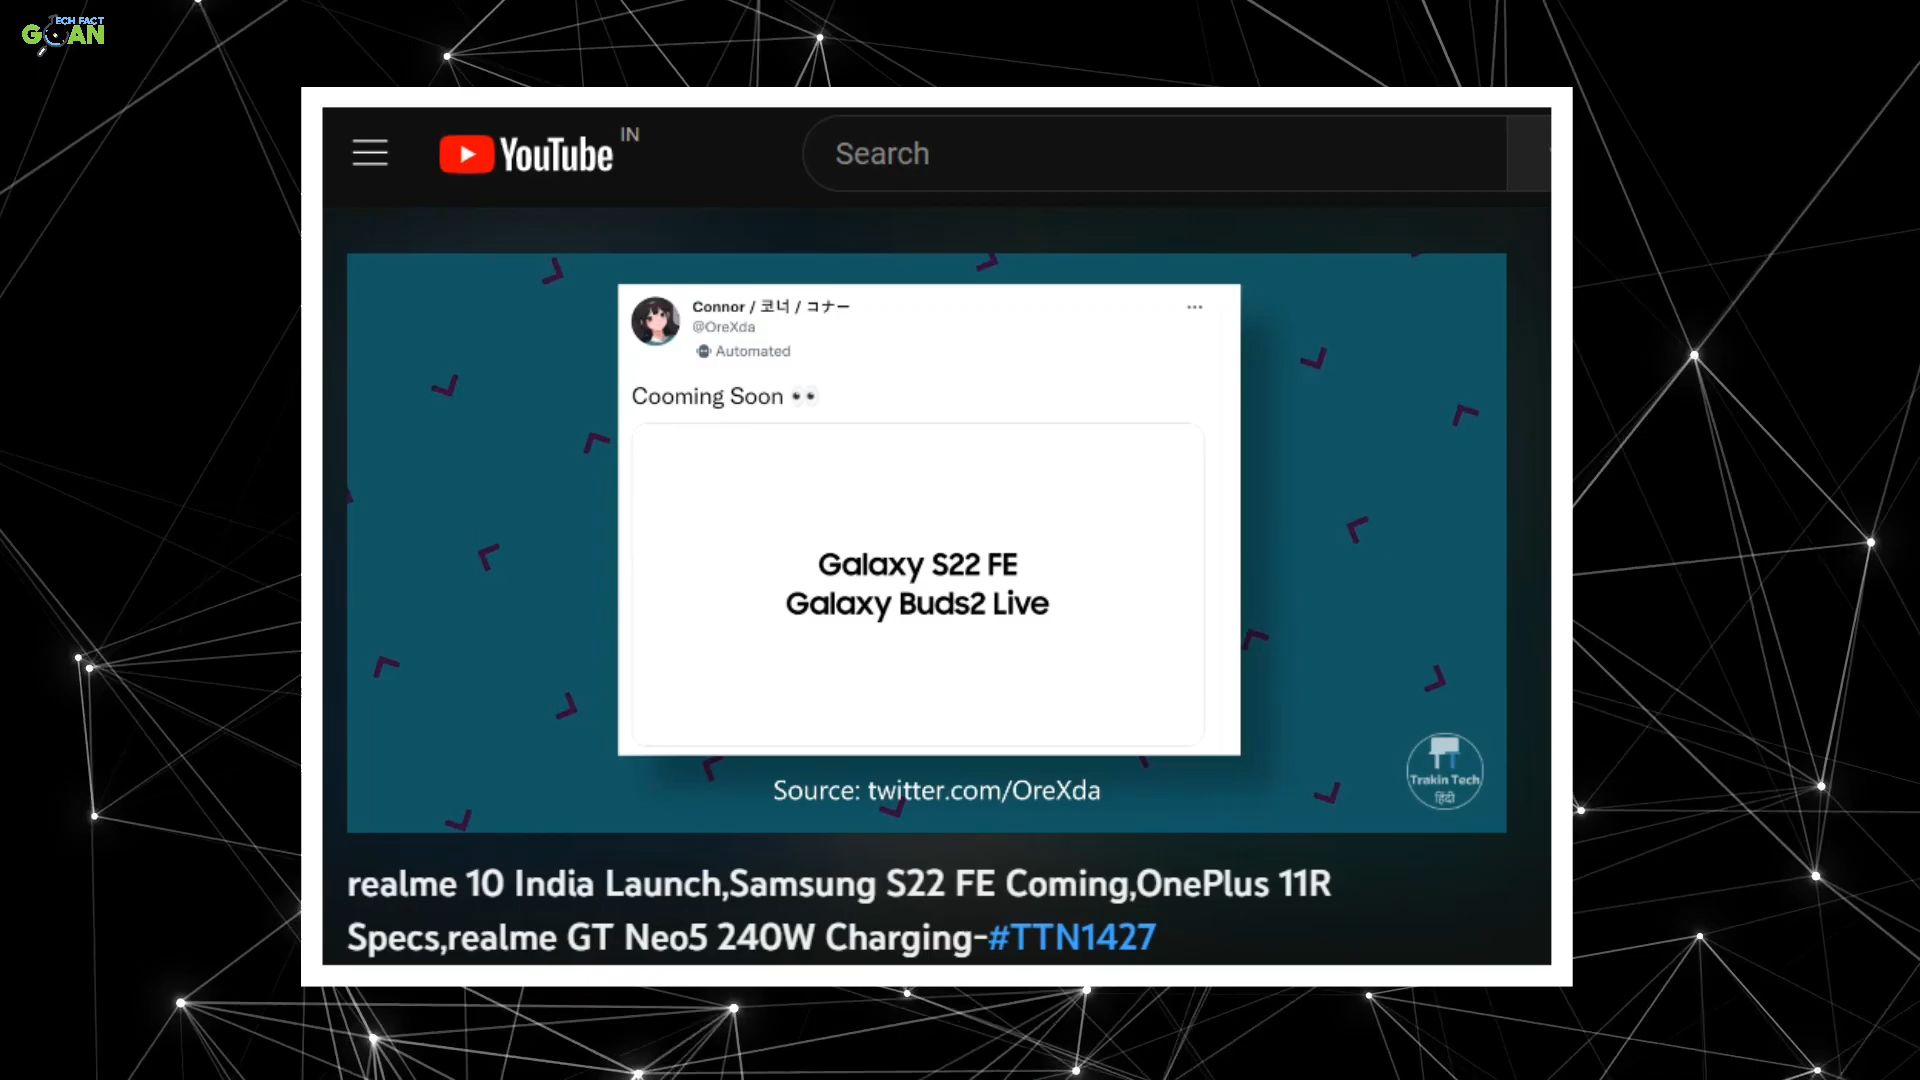 TECH FACT
GOAN
YouTube IN
Search
Connor / 코너 / コナー
@OreXda
Automated
Cooming Soon 👀
Galaxy S22 FE
Galaxy Buds2 Live
Source: twitter.com/OreXda
Trakin Tech
हिंदी
realme 10 India Launch,Samsung S22 FE Coming,OnePlus 11R
Specs,realme GT Neo5 240W Charging-#TTN1427